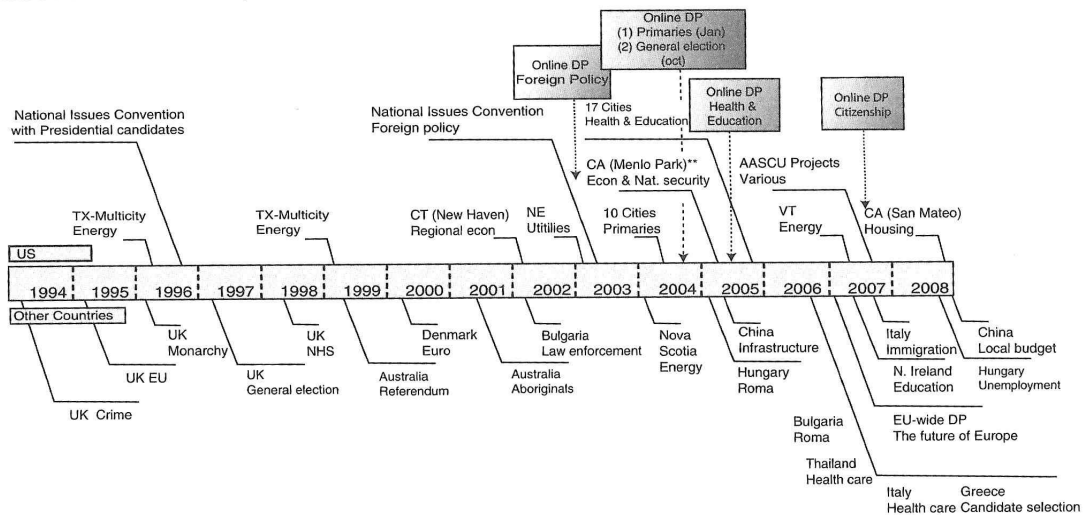 Online DP
(1) Primaries (Jan)
(2) General election
(oct)
Online DP
Foreign Policy
Online DP
Health &
Education
Online DP
Citizenship
National Issues Convention
with Presidential candidates
National Issues Convention
Foreign policy
17 Cities
Health & Education
CA (Menlo Park)**
Econ & Nat. security
AASCU Projects
Various
TX-Multicity
Energy
TX-Multicity
Energy
CT (New Haven)
Regional econ
NE
Utitilies
10 Cities
Primaries
VT
Energy
CA (San Mateo)
Housing
US
1994 1995 1996 1997 1998 1999 2000 2001 2002 2003 2004 2005 2006 2007 2008
Other Countries
UK
Monarchy
UK
NHS
Denmark
Euro
Bulgaria
Law enforcement
Nova
Scotia
Energy
China
Infrastructure
Italy
Immigration
China
Local budget
UK EU
UK
General election
Australia
Referendum
Australia
Aboriginals
Hungary
Roma
N. Ireland
Education
Hungary
Unemployment
UK Crime
Bulgaria
Roma
EU-wide DP
The future of Europe
Thailand
Health care
Italy
Health care
Greece
Candidate selection